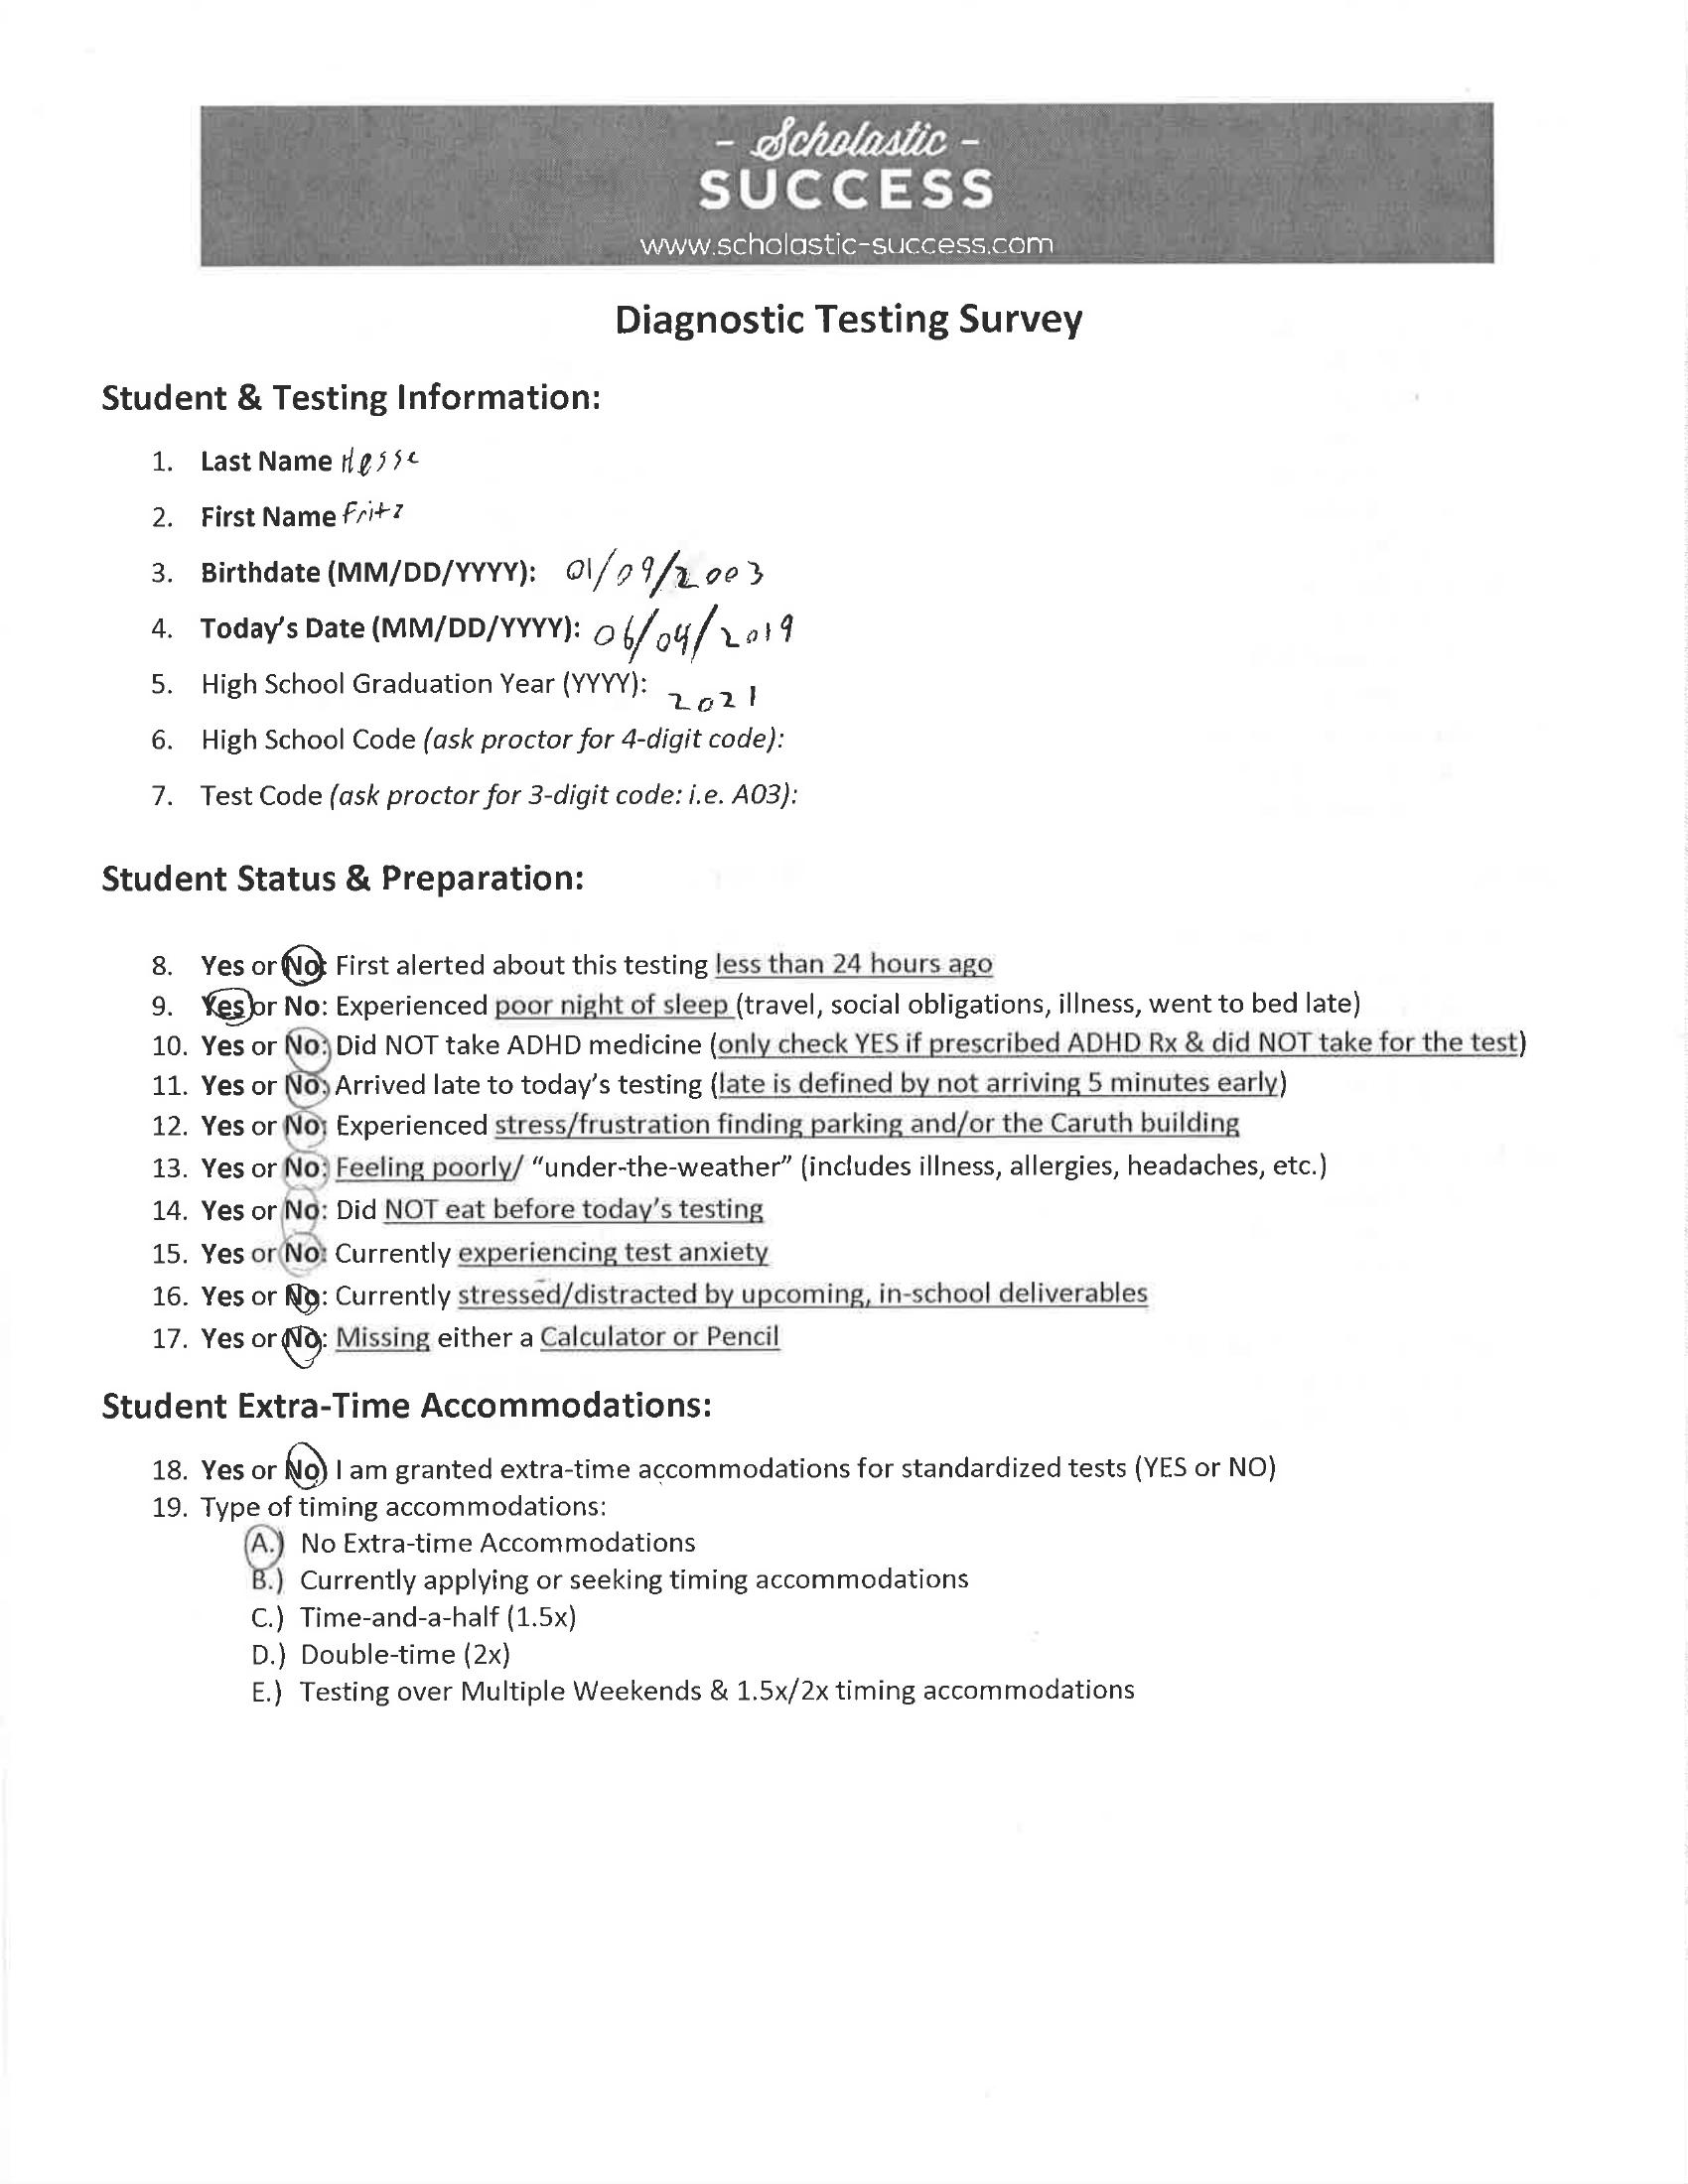 - Scholastic -
SUCCESS
www.scholastic-success.com
Diagnostic Testing Survey
Student & Testing Information:
1. Last Name Hesse
2. First Name Fritz
3. Birthdate (MM/DD/YYYY): 01/09/2003
4. Today's Date (MM/DD/YYYY): 06/04/2019
5. High School Graduation Year (YYYY): 2021
6. High School Code (ask proctor for 4-digit code):
7. Test Code (ask proctor for 3-digit code: i.e. A03):
Student Status & Preparation:
8. Yes or No: First alerted about this testing less than 24 hours ago
9. Yes or No: Experienced poor night of sleep (travel, social obligations, illness, went to bed late)
10. Yes or No: Did NOT take ADHD medicine (only check YES if prescribed ADHD Rx & did NOT take for the test)
11. Yes or No: Arrived late to today's testing (late is defined by not arriving 5 minutes early)
12. Yes or No: Experienced stress/frustration finding parking and/or the Caruth building
13. Yes or No: Feeling poorly/ "under-the-weather" (includes illness, allergies, headaches, etc.)
14. Yes or No: Did NOT eat before today's testing
15. Yes or No: Currently experiencing test anxiety
16. Yes or No: Currently stressed/distracted by upcoming, in-school deliverables
17. Yes or No: Missing either a Calculator or Pencil
Student Extra-Time Accommodations:
18. Yes or No I am granted extra-time accommodations for standardized tests (YES or NO)
19. Type of timing accommodations:
A.) No Extra-time Accommodations
B.) Currently applying or seeking timing accommodations
C.) Time-and-a-half (1.5x)
D.) Double-time (2x)
E.) Testing over Multiple Weekends & 1.5x/2x timing accommodations